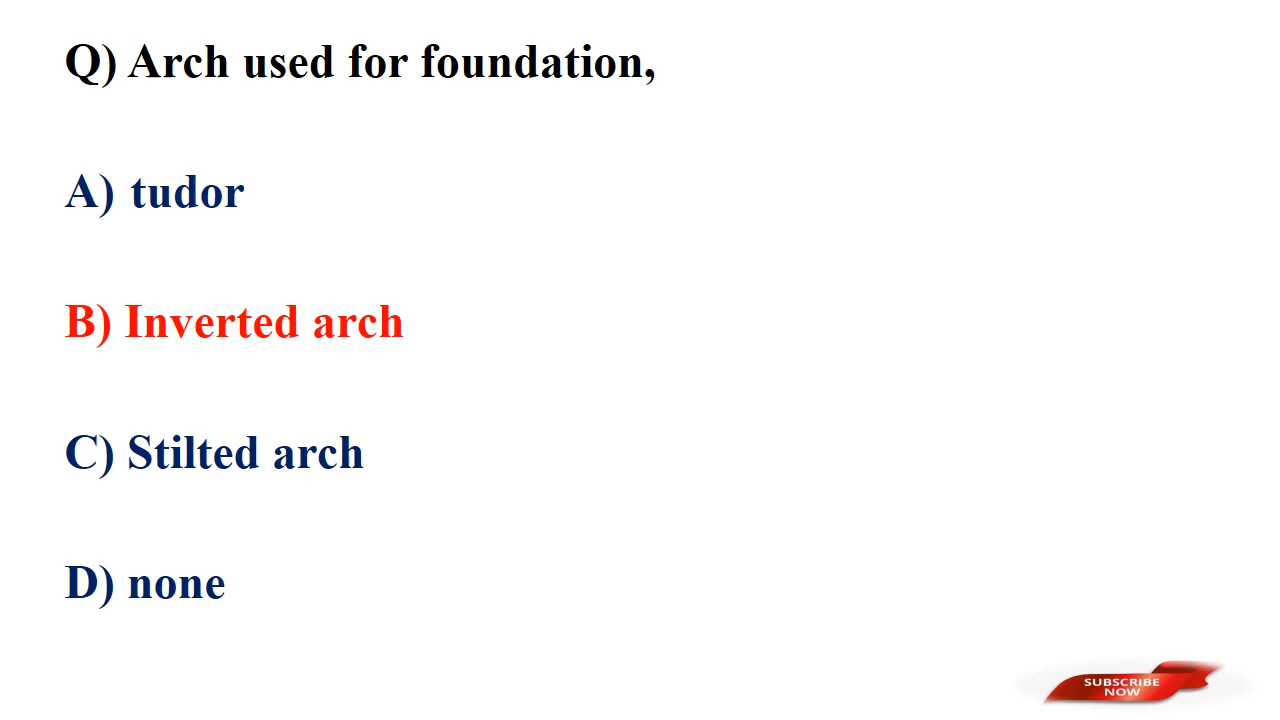 Q) Arch used for foundation,
A) tudor
B) Inverted arch
C) Stilted arch
D) none
SUBSCRIBE
NOW